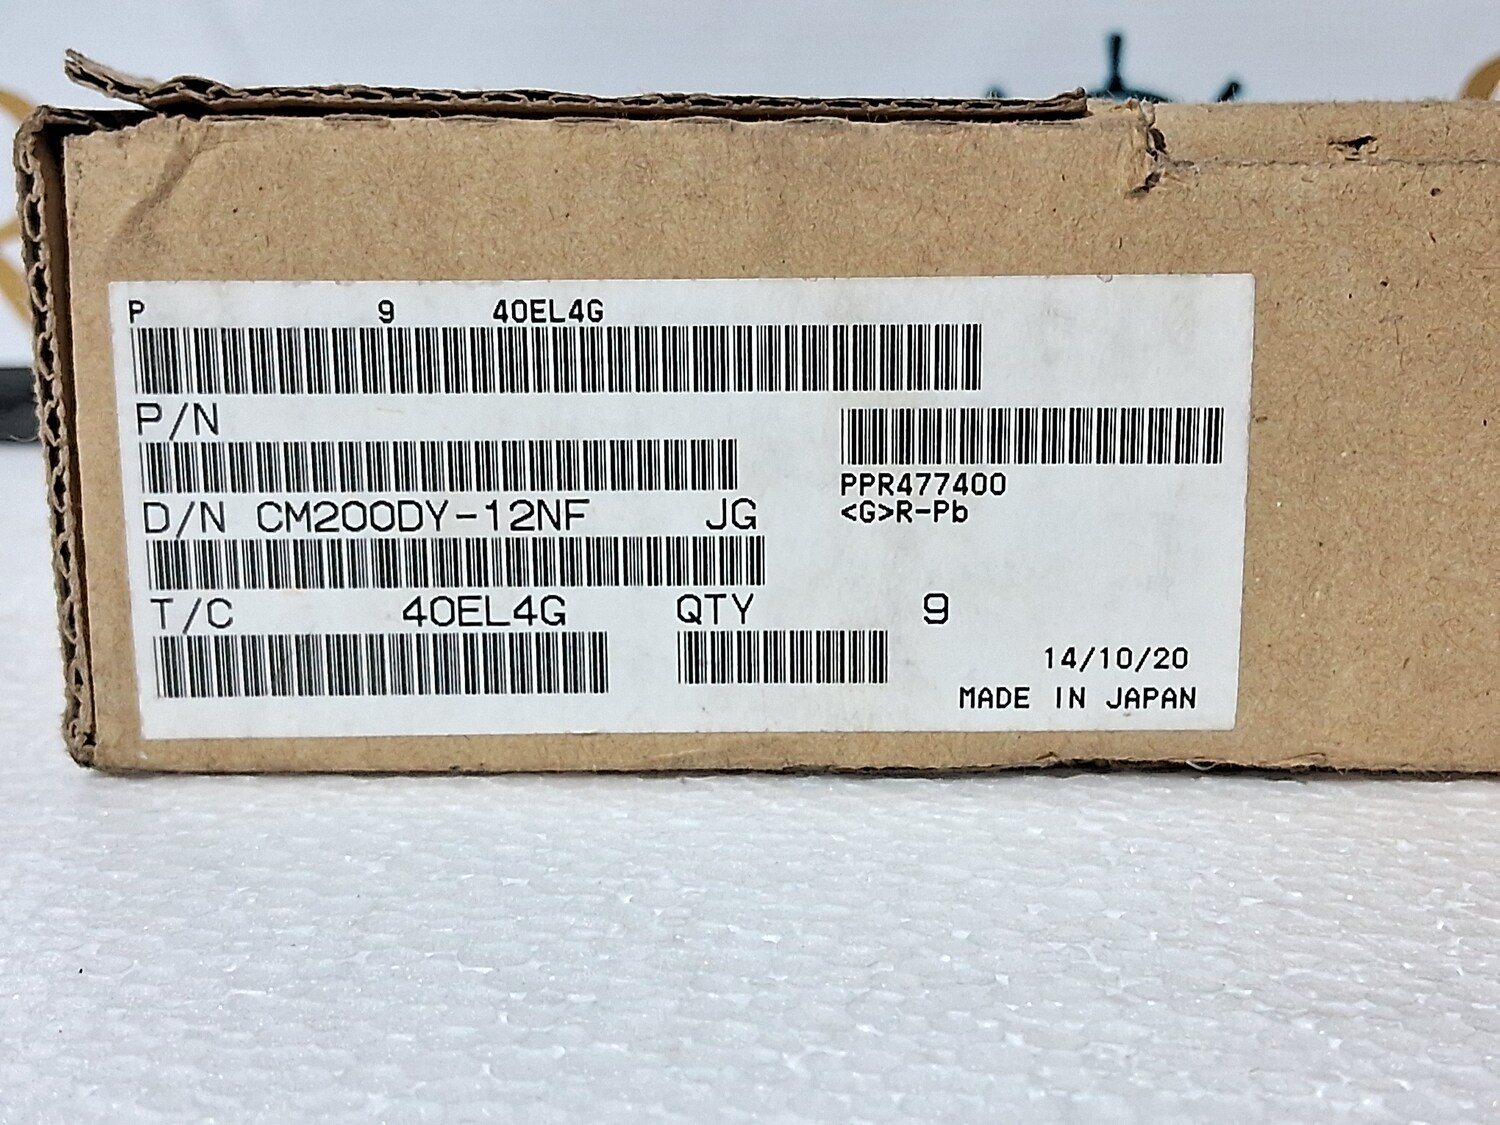 P 9 40EL4G
P/N
PPR477400
<G>R-Pb
D/N CM200DY-12NF JG
T/C 40EL4G QTY 9
14/10/20
MADE IN JAPAN